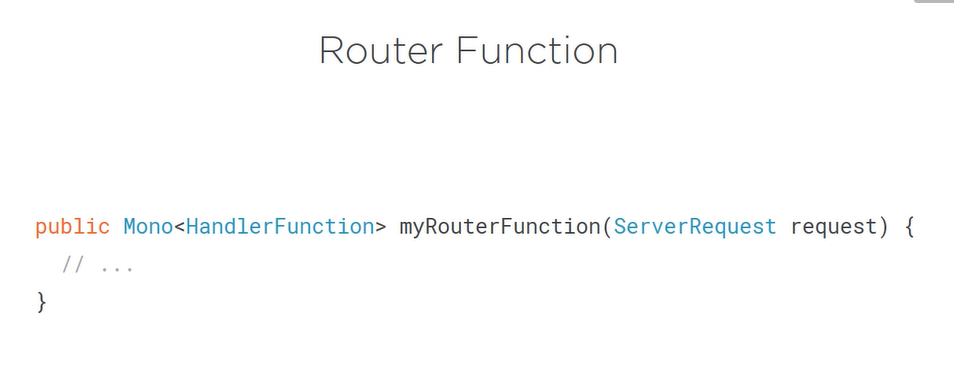 Router Function
public Mono<HandlerFunction> myRouterFunction(ServerRequest request) {
// ...
}